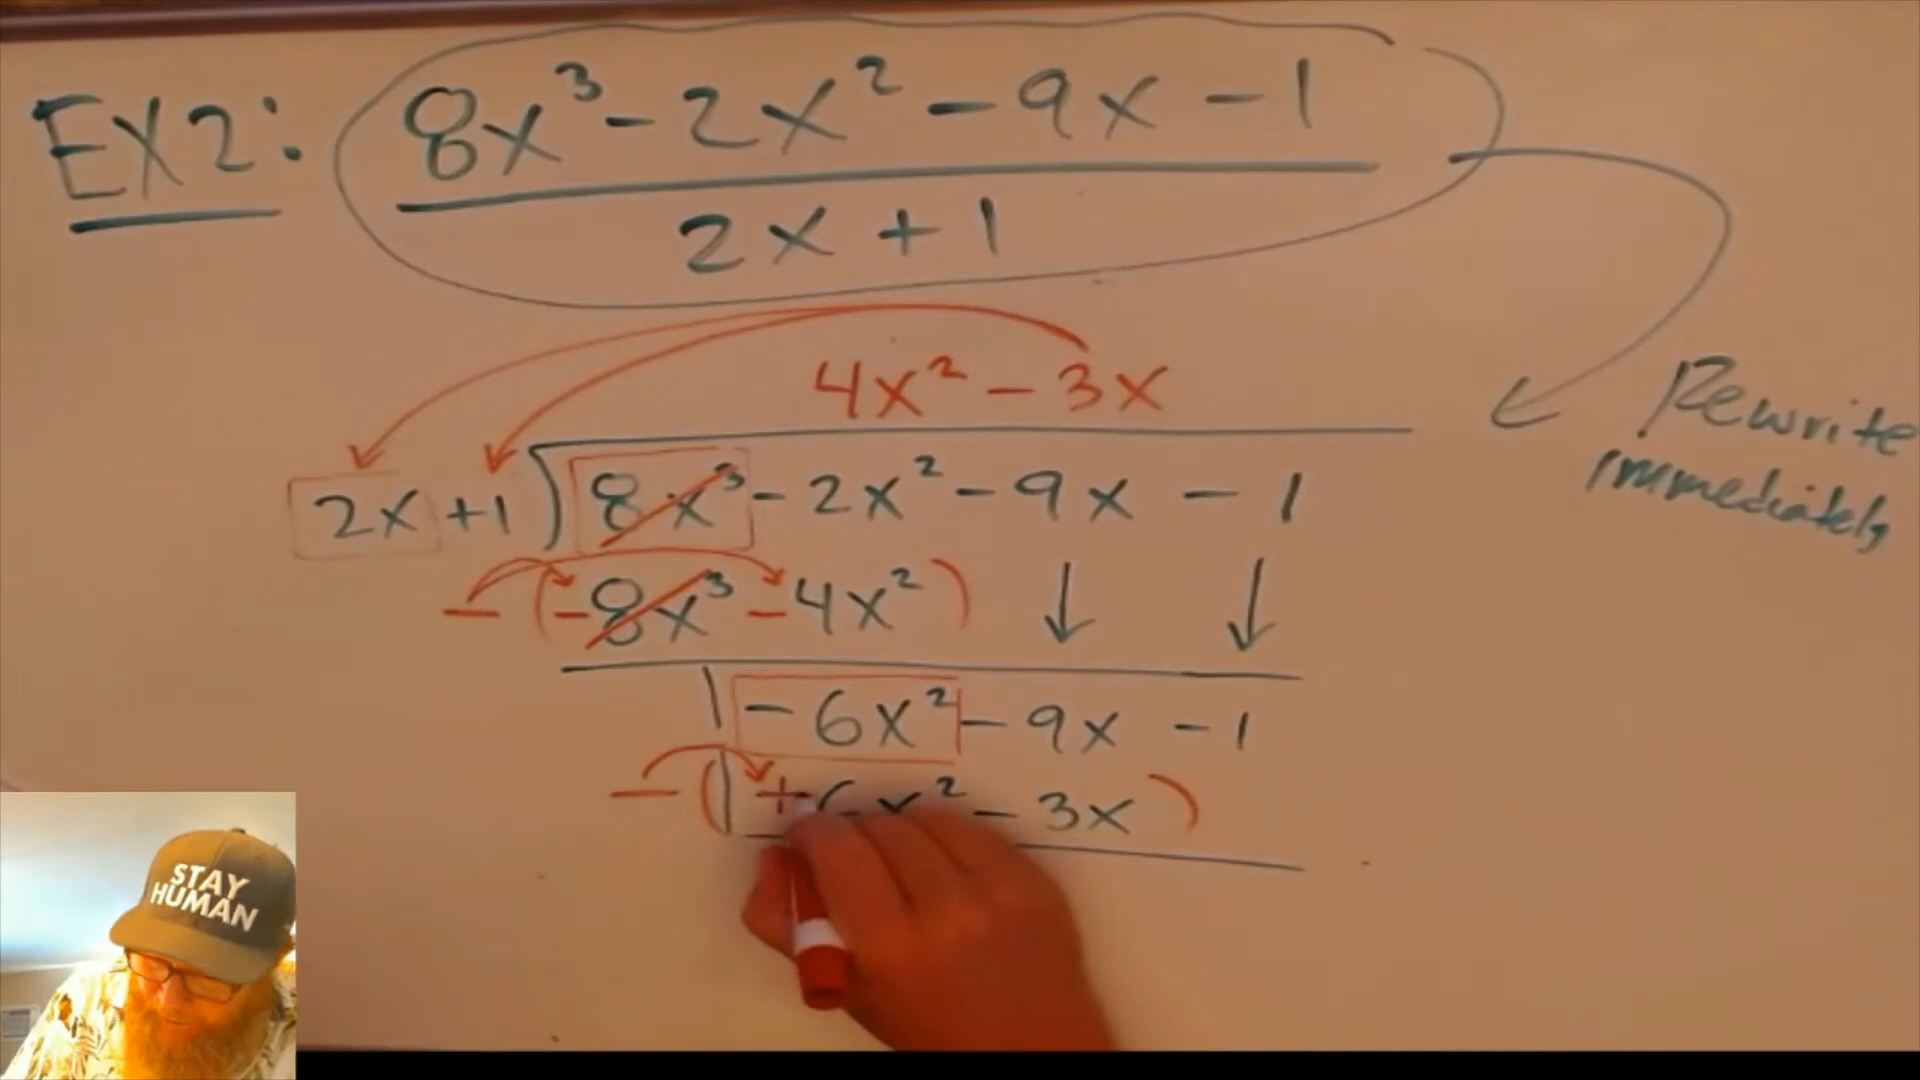 EX2: 8x³ - 2x² - 9x - 1
2x + 1
4x² - 3x
Rewrite
immediately
2x +1 ) 8x³ - 2x² - 9x - 1
- ( - 8x³ - 4x² )
- 6x² - 9x - 1
- ( + 6x² - 3x )
STAY
HUMAN